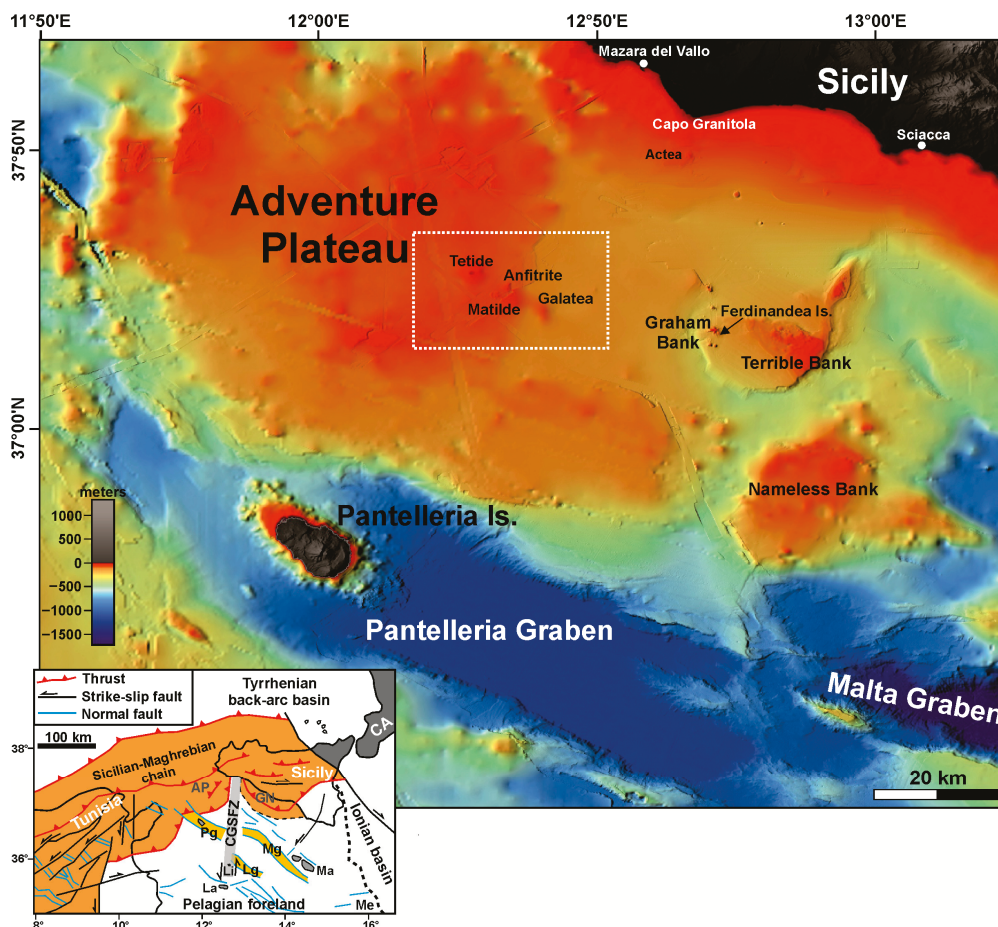 11°50'E 12°00'E 12°50'E 13°00'E
37°50'N
37°00'N
Mazara del Vallo
Sicily
Capo Granitola
Sciacca
Actea
Adventure
Plateau
Tetide
Anfitrite
Galatea
Matilde
Ferdinandea Is.
Graham
Bank
Terrible Bank
Nameless Bank
meters
1000
500
0
−500
−1000
−1500
Pantelleria Is.
Pantelleria Graben
Malta Graben
20 km
Thrust
Strike-slip fault
Normal fault
100 km
Tyrrhenian
back-arc basin
CA
38°
36°
Sicilian-Maghrebian
chain
Sicily
AP
GN
Tunisia
CGSFZ
Pg
Mg
Ionian basin
Li
Lg
Ma
La
Pelagian foreland
Me
8° 10° 12° 14° 16°